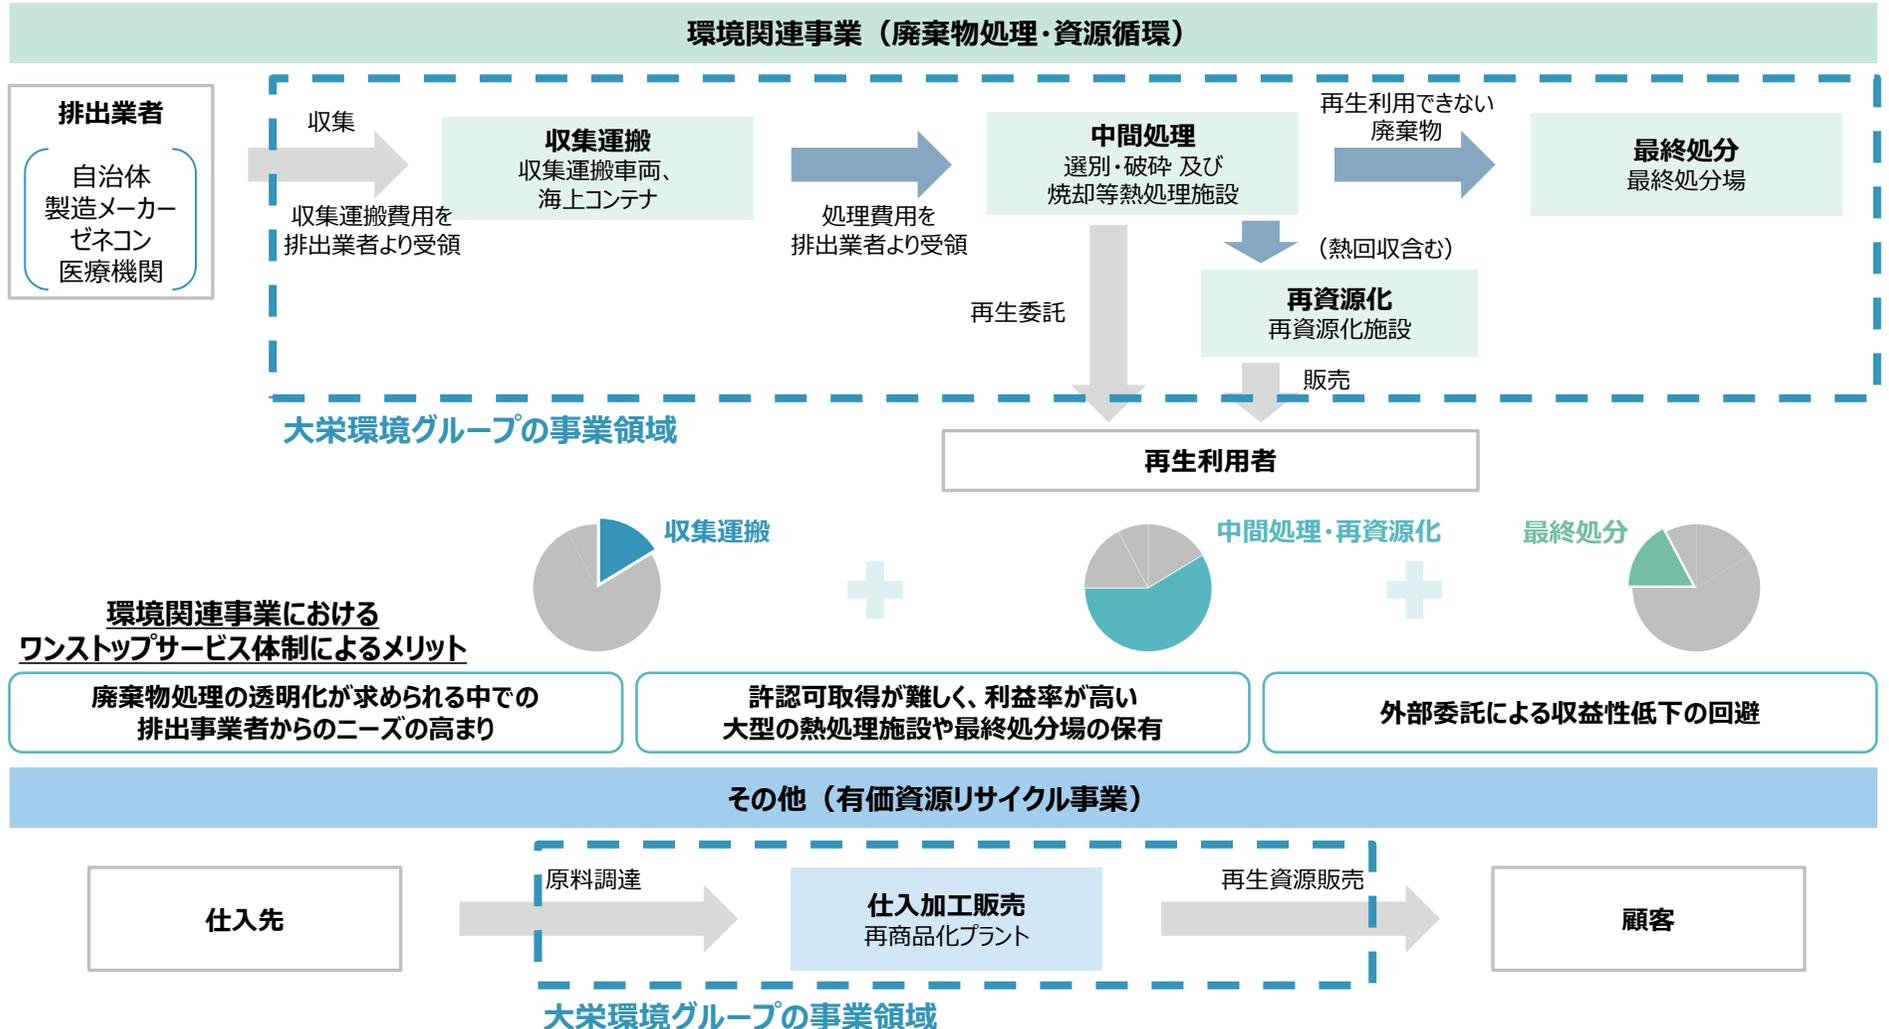 環境関連事業（廃棄物処理・資源循環）
排出業者
自治体
製造メーカー
ゼネコン
医療機関
収集
収集運搬費用を
排出業者より受領
収集運搬
収集運搬車両、
海上コンテナ
処理費用を
排出業者より受領
中間処理
選別・破砕 及び
焼却等熱処理施設
再生利用できない
廃棄物
最終処分
最終処分場
（熱回収含む）
再生委託
再資源化
再資源化施設
販売
大栄環境グループの事業領域
再生利用者
収集運搬
中間処理・再資源化
最終処分
環境関連事業における
ワンストップサービス体制によるメリット
廃棄物処理の透明化が求められる中での
排出事業者からのニーズの高まり
許認可取得が難しく、利益率が高い
大型の熱処理施設や最終処分場の保有
外部委託による収益性低下の回避
その他（有価資源リサイクル事業）
仕入先
原料調達
仕入加工販売
再商品化プラント
再生資源販売
顧客
大栄環境グループの事業領域